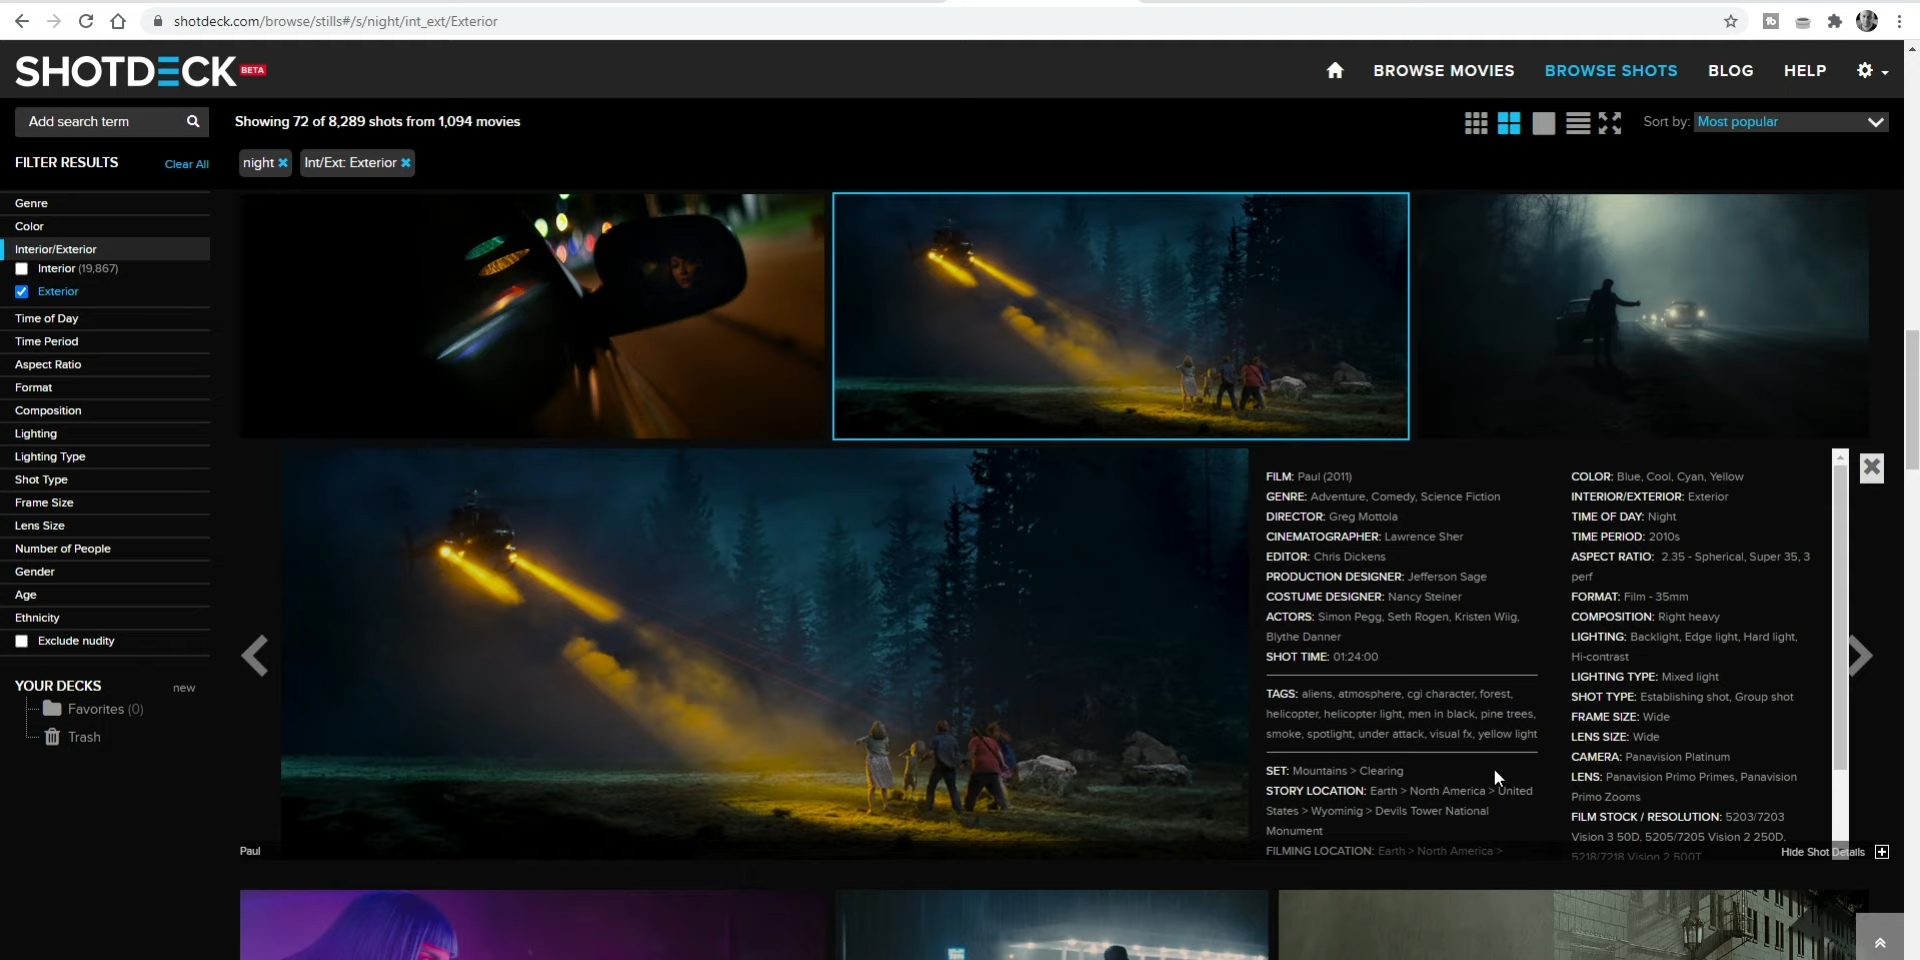 shotdeck.com/browse/stills#/s/night/int_ext/Exterior
SHOTDECK BETA
BROWSE MOVIES
BROWSE SHOTS
BLOG
HELP
Add search term
Showing 72 of 8,289 shots from 1,094 movies
Sort by: Most popular
FILTER RESULTS
Clear All
night
Int/Ext: Exterior
Genre
Color
Interior/Exterior
Interior (19,867)
Exterior
Time of Day
Time Period
Aspect Ratio
Format
Composition
Lighting
Lighting Type
Shot Type
Frame Size
Lens Size
Number of People
Gender
Age
Ethnicity
Exclude nudity
YOUR DECKS
new
Favorites (0)
Trash
Paul
FILM: Paul (2011)
GENRE: Adventure, Comedy, Science Fiction
DIRECTOR: Greg Mottola
CINEMATOGRAPHER: Lawrence Sher
EDITOR: Chris Dickens
PRODUCTION DESIGNER: Jefferson Sage
COSTUME DESIGNER: Nancy Steiner
ACTORS: Simon Pegg, Seth Rogen, Kristen Wiig,
Blythe Danner
SHOT TIME: 01:24:00
TAGS: aliens, atmosphere, cgi character, forest,
helicopter, helicopter light, men in black, pine trees,
smoke, spotlight, under attack, visual fx, yellow light
SET: Mountains > Clearing
STORY LOCATION: Earth > North America > United
States > Wyominig > Devils Tower National
Monument
FILMING LOCATION: Earth > North America >
COLOR: Blue, Cool, Cyan, Yellow
INTERIOR/EXTERIOR: Exterior
TIME OF DAY: Night
TIME PERIOD: 2010s
ASPECT RATIO: 2.35 - Spherical, Super 35, 3
perf
FORMAT: Film - 35mm
COMPOSITION: Right heavy
LIGHTING: Backlight, Edge light, Hard light,
Hi-contrast
LIGHTING TYPE: Mixed light
SHOT TYPE: Establishing shot, Group shot
FRAME SIZE: Wide
LENS SIZE: Wide
CAMERA: Panavision Platinum
LENS: Panavision Primo Primes, Panavision
Primo Zooms
FILM STOCK / RESOLUTION: 5203/7203
Vision 3 50D, 5205/7205 Vision 2 250D,
5218/7218 Vision 2 500T
Hide Shot Details